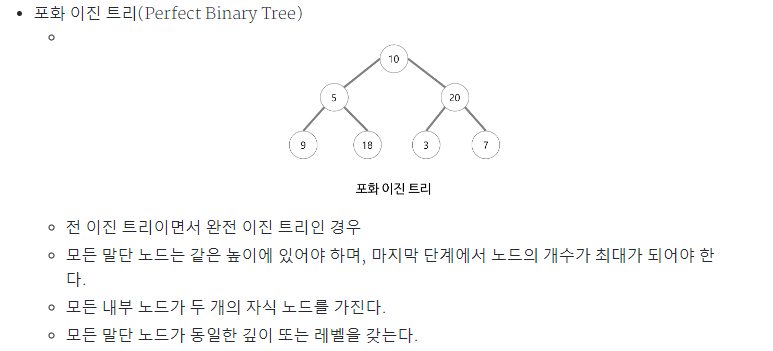 포화 이진 트리(Perfect Binary Tree)
10
5 20
9 18 3 7
포화 이진 트리
전 이진 트리이면서 완전 이진 트리인 경우
모든 말단 노드는 같은 높이에 있어야 하며, 마지막 단계에서 노드의 개수가 최대가 되어야 한
다.
모든 내부 노드가 두 개의 자식 노드를 가진다.
모든 말단 노드가 동일한 깊이 또는 레벨을 갖는다.